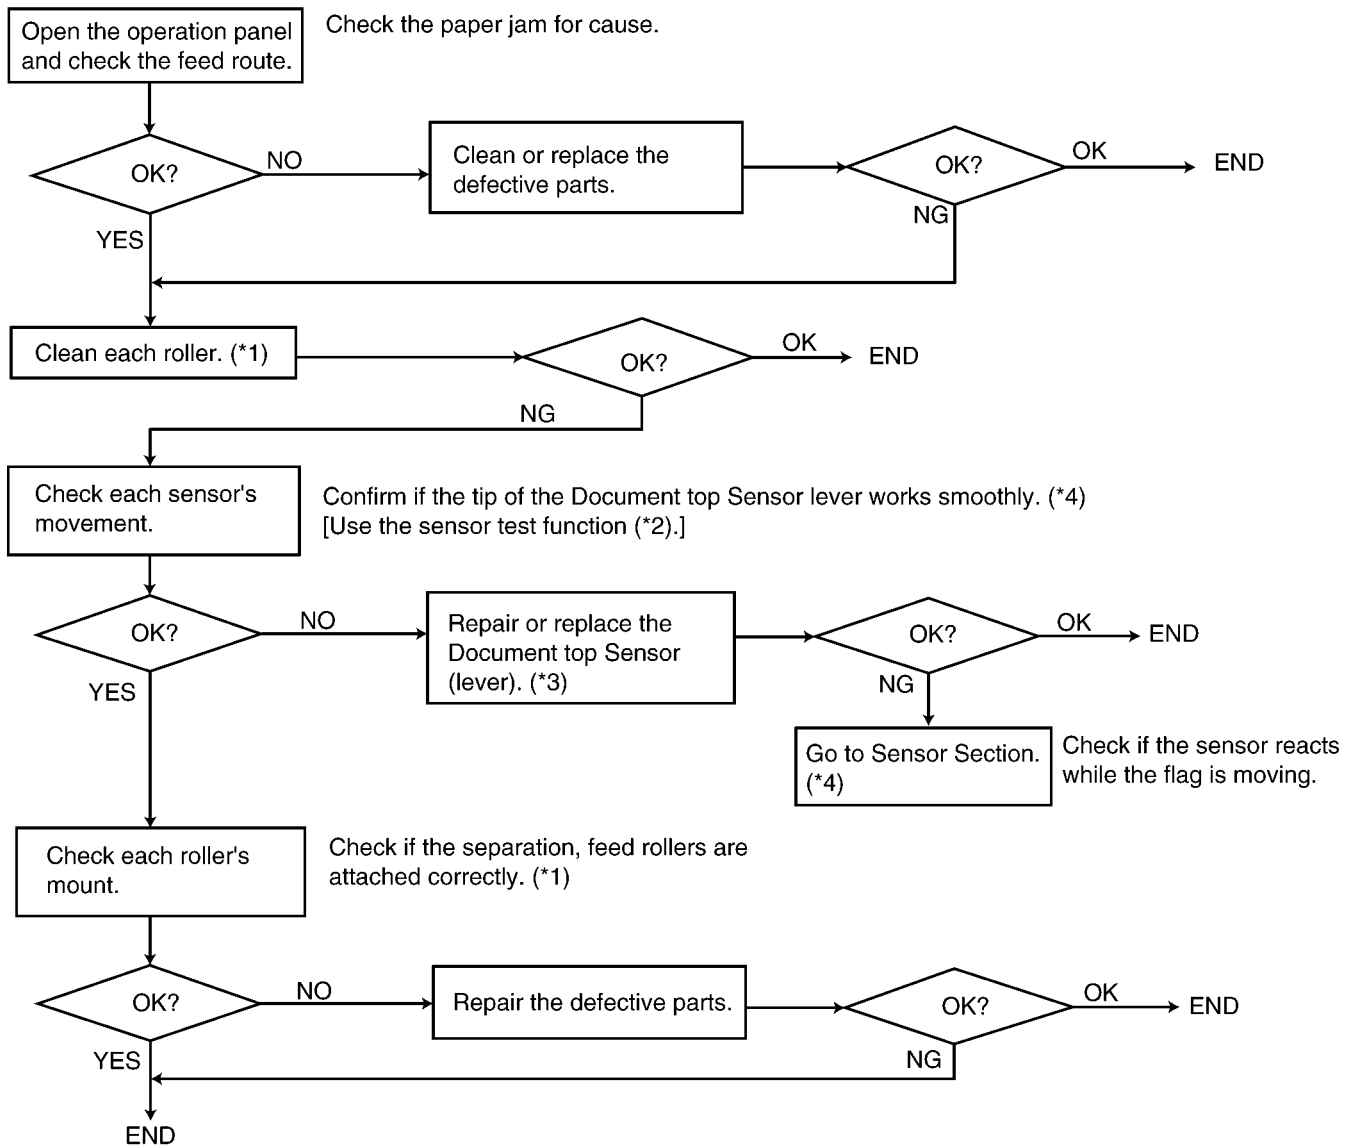 Open the operation panel
and check the feed route.
Check the paper jam for cause.
OK?
NO
Clean or replace the
defective parts.
OK?
OK
END
NG
YES
Clean each roller. (*1)
OK?
OK
END
NG
Check each sensor's
movement.
Confirm if the tip of the Document top Sensor lever works smoothly. (*4)
[Use the sensor test function (*2).]
OK?
NO
Repair or replace the
Document top Sensor
(lever). (*3)
OK?
OK
END
YES
NG
Go to Sensor Section.
(*4)
Check if the sensor reacts
while the flag is moving.
Check each roller's
mount.
Check if the separation, feed rollers are
attached correctly. (*1)
OK?
NO
Repair the defective parts.
OK?
OK
END
YES
NG
END